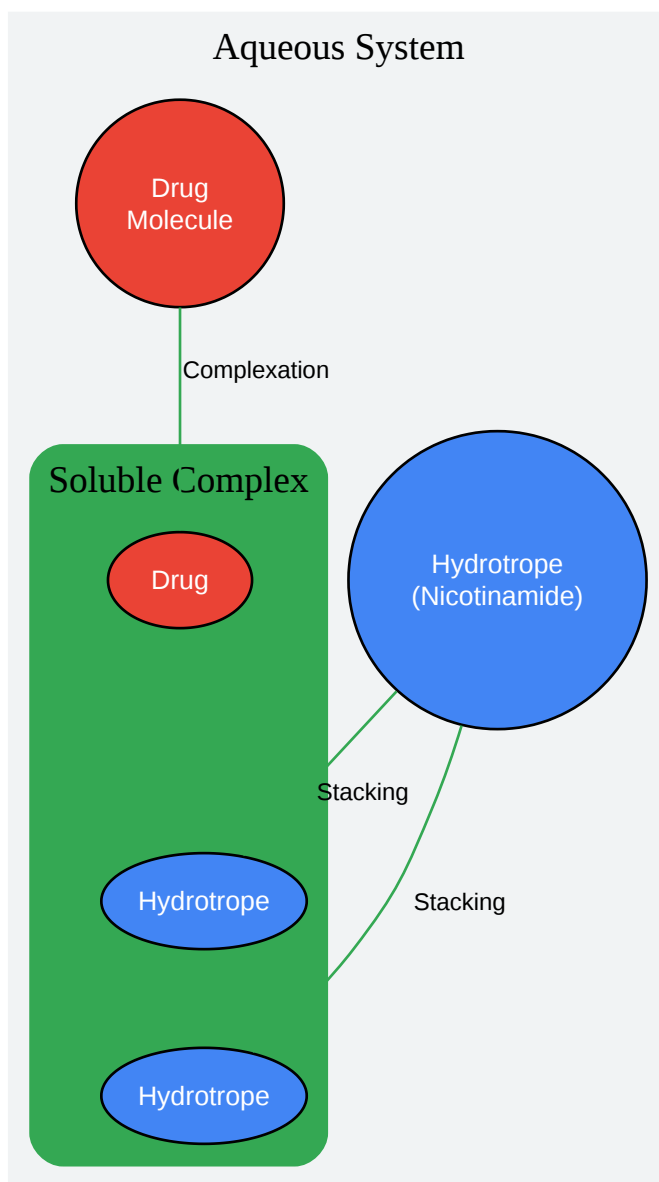 Aqueous System
Drug
Molecule
Complexation
Soluble Complex
Drug
Hydrotrope
(Nicotinamide)
Stacking
Hydrotrope
Stacking
Hydrotrope